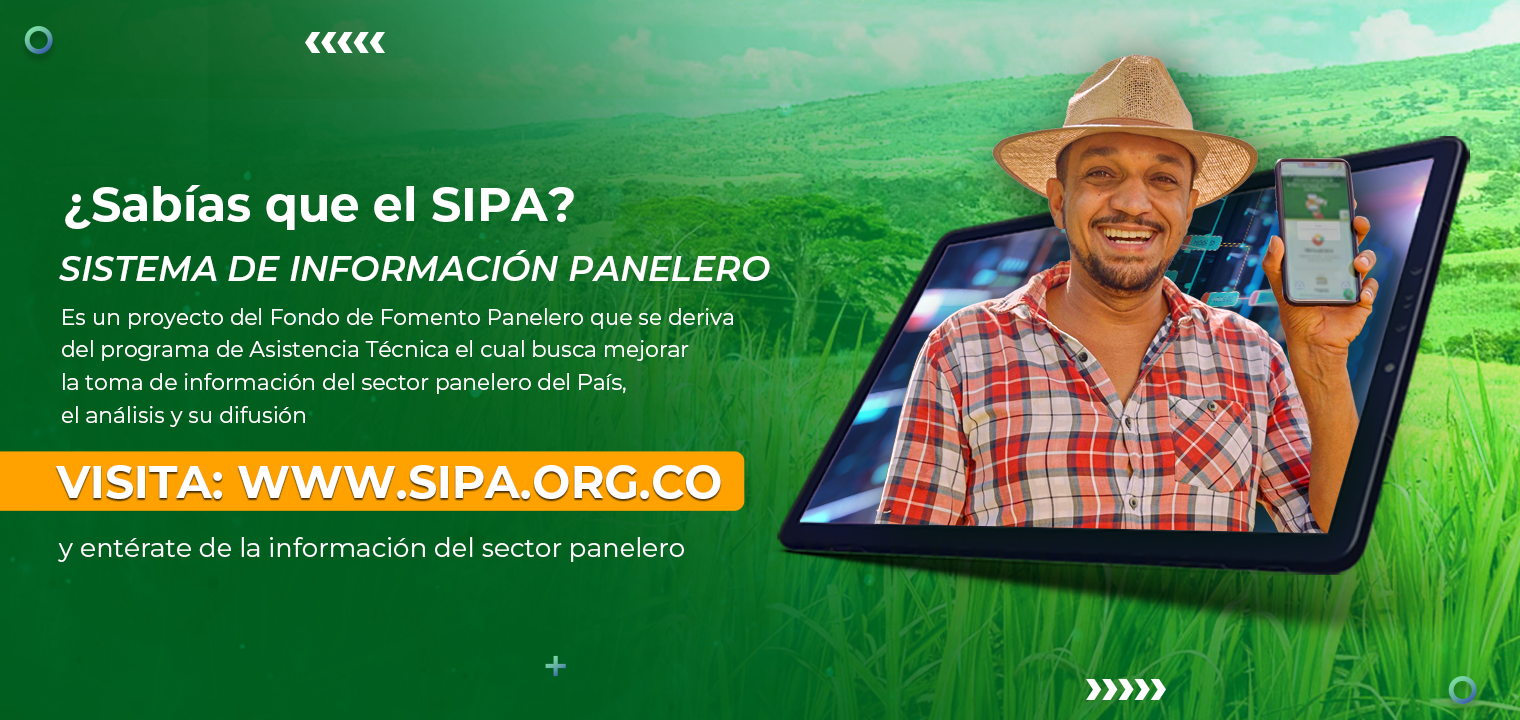 ¿Sabías que el SIPA?
SISTEMA DE INFORMACIÓN PANELERO
Es un proyecto del Fondo de Fomento Panelero que se deriva
del programa de Asistencia Técnica el cual busca mejorar
la toma de información del sector panelero del País,
el análisis y su difusión
VISITA: WWW.SIPA.ORG.CO
y entérate de la información del sector panelero